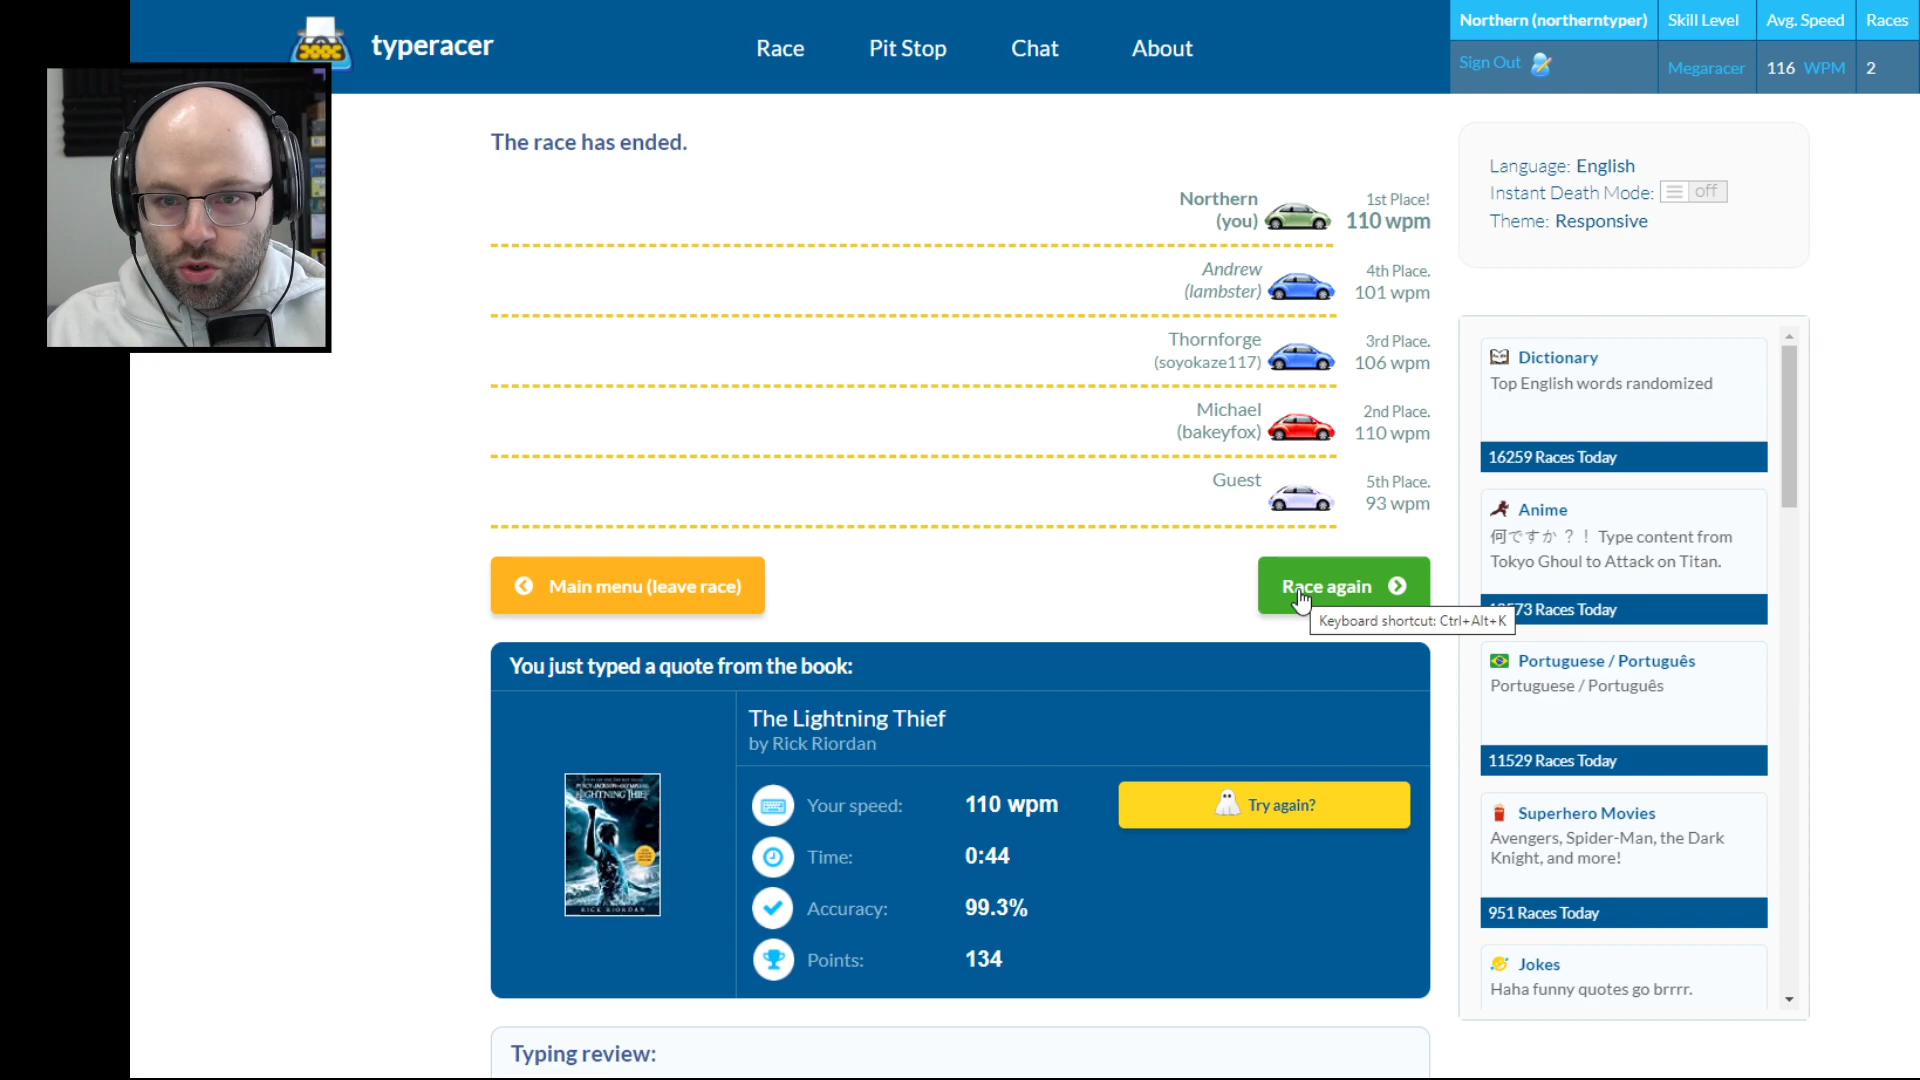 typeracer
Race
Pit Stop
Chat
About
Northern (northerntyper)
Skill Level
Avg. Speed
Races
Sign Out
Megaracer
116 WPM
2
The race has ended.
Northern
(you)
1st Place!
110 wpm
Andrew
(lambster)
4th Place.
101 wpm
Thornforge
(soyokaze117)
3rd Place.
106 wpm
Michael
(bakeyfox)
2nd Place.
110 wpm
Guest
5th Place.
93 wpm
Main menu (leave race)
Race again
Keyboard shortcut: Ctrl+Alt+K
You just typed a quote from the book:
The Lightning Thief
by Rick Riordan
LIGHTNING THIEF
RICK RIORDAN
Your speed:
110 wpm
Try again?
Time:
0:44
Accuracy:
99.3%
Points:
134
Typing review:
Language: English
Instant Death Mode: off
Theme: Responsive
Dictionary
Top English words randomized
16259 Races Today
Anime
何ですか？！ Type content from
Tokyo Ghoul to Attack on Titan.
573 Races Today
Portuguese / Português
Portuguese / Português
11529 Races Today
Superhero Movies
Avengers, Spider-Man, the Dark
Knight, and more!
951 Races Today
Jokes
Haha funny quotes go brrrr.